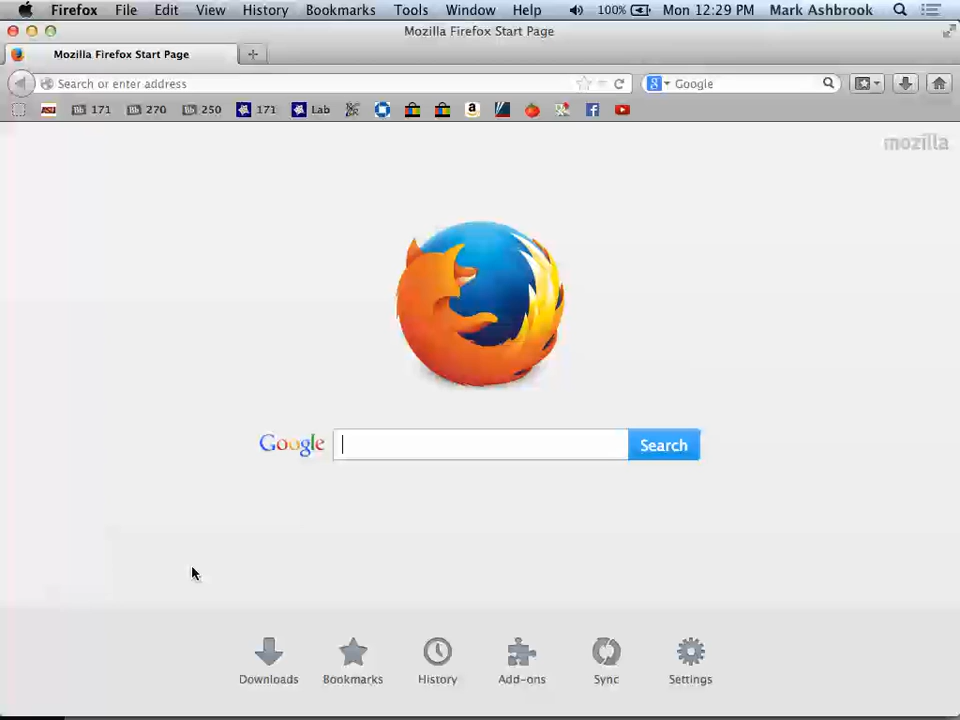 Firefox File Edit View History Bookmarks Tools Window Help 100% Mon 12:29 PM Mark Ashbrook
Mozilla Firefox Start Page
Mozilla Firefox Start Page
Search or enter address Google
171 270 250 171 Lab
mozilla
Google Search
Downloads Bookmarks History Add-ons Sync Settings